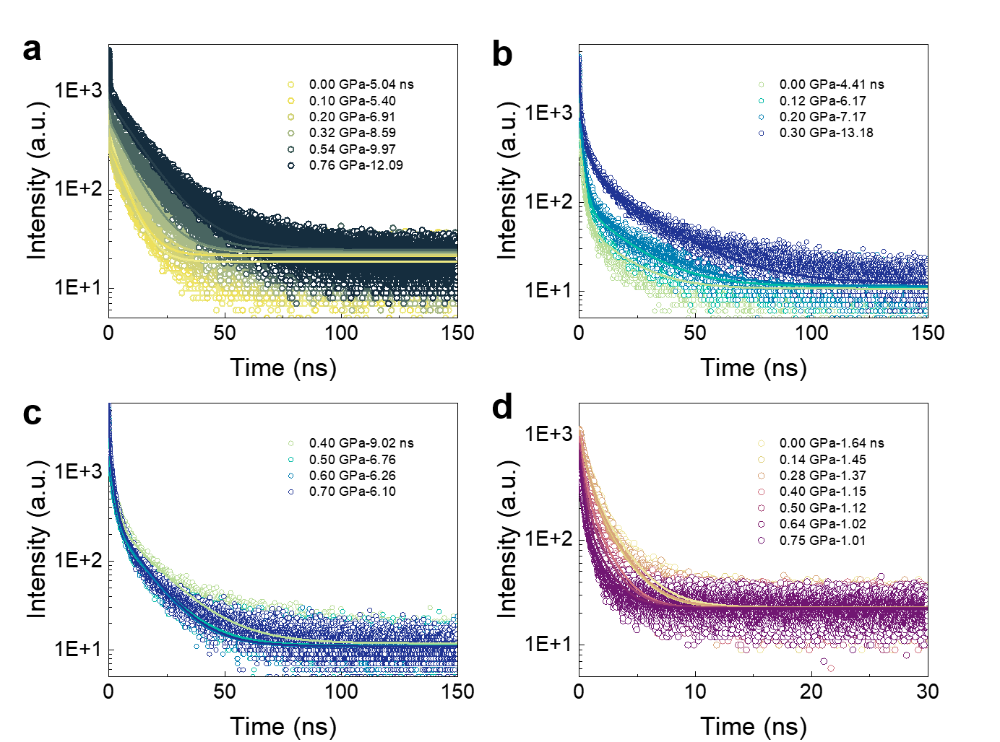 a
1E+3
1E+2
1E+1
Intensity (a.u.)
0.00 GPa-5.04 ns
0.10 GPa-5.40
0.20 GPa-6.91
0.32 GPa-8.59
0.54 GPa-9.97
0.76 GPa-12.09
0 50 100 150
Time (ns)
b
1E+3
1E+2
1E+1
Intensity (a.u.)
0.00 GPa-4.41 ns
0.12 GPa-6.17
0.20 GPa-7.17
0.30 GPa-13.18
0 50 100 150
Time (ns)
c
1E+3
1E+2
1E+1
Intensity (a.u.)
0.40 GPa-9.02 ns
0.50 GPa-6.76
0.60 GPa-6.26
0.70 GPa-6.10
0 50 100 150
Time (ns)
d
1E+3
1E+2
1E+1
Intensity (a.u.)
0.00 GPa-1.64 ns
0.14 GPa-1.45
0.28 GPa-1.37
0.40 GPa-1.15
0.50 GPa-1.12
0.64 GPa-1.02
0.75 GPa-1.01
0 10 20 30
Time (ns)